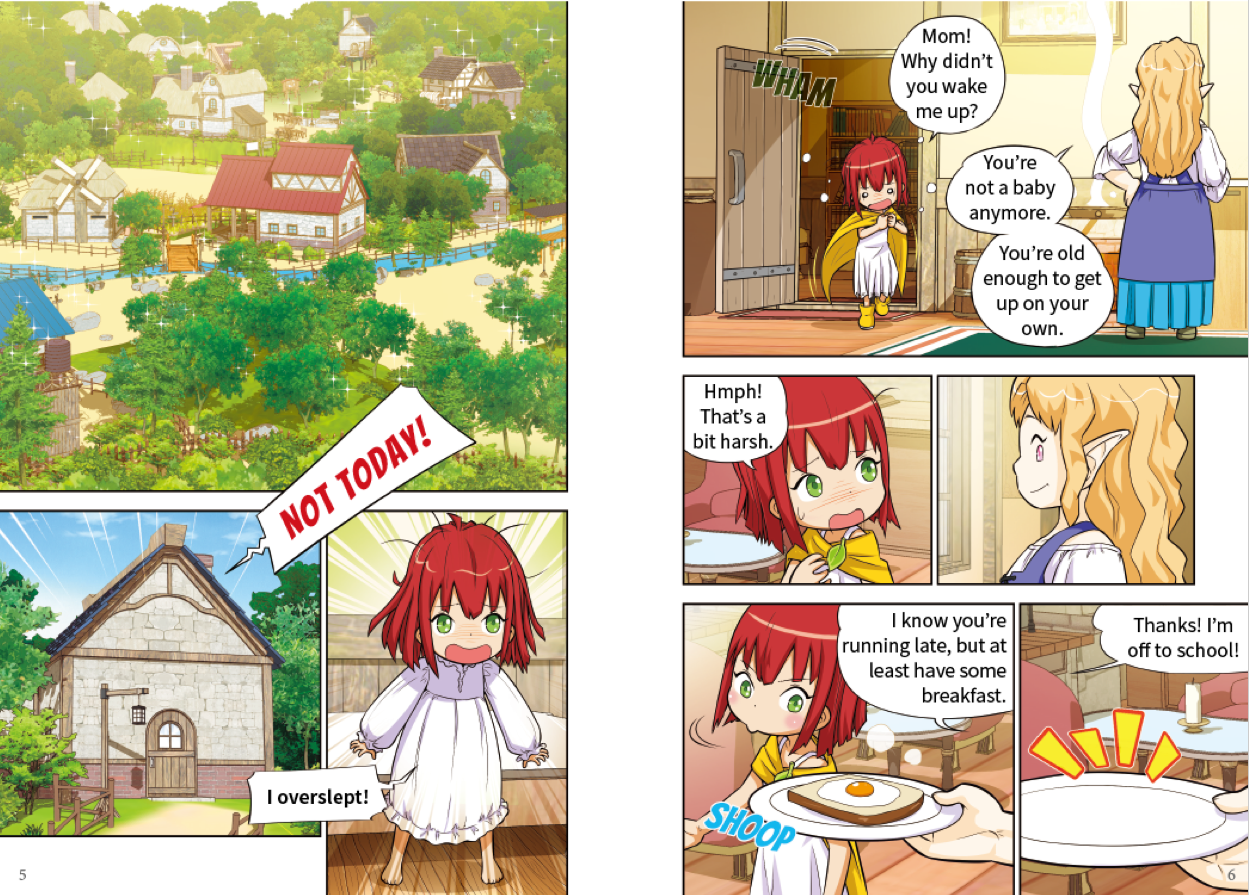 NOT TODAY!
I overslept!
5
WHAM
Mom!
Why didn't
you wake
me up?
You're
not a baby
anymore.
You're old
enough to get
up on your
own.
Hmph!
That's a
bit harsh.
I know you're
running late, but at
least have some
breakfast.
SHOOP
Thanks! I'm
off to school!
6